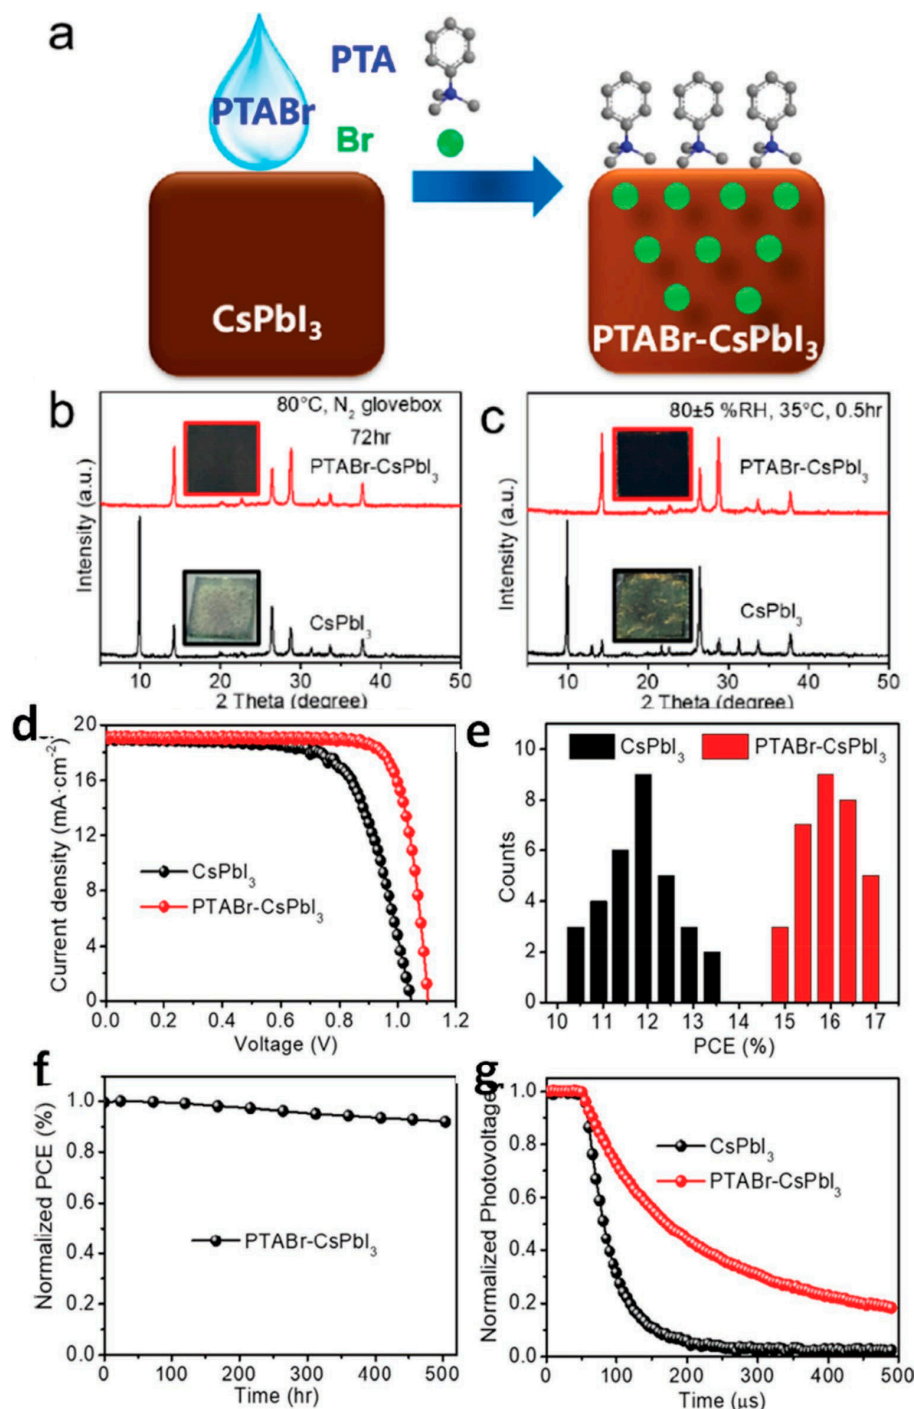 a
PTABr
PTA
Br
CsPbI₃
PTABr-CsPbI₃
b
80°C, N₂ glovebox
72hr
PTABr-CsPbI₃
CsPbI₃
Intensity (a.u.)
10 20 30 40 50
2 Theta (degree)
c
80±5 %RH, 35°C, 0.5hr
PTABr-CsPbI₃
CsPbI₃
Intensity (a.u.)
10 20 30 40 50
2 Theta (degree)
d
Current density (mA·cm⁻²)
20
16
12
8
4
0
CsPbI₃
PTABr-CsPbI₃
0.0 0.2 0.4 0.6 0.8 1.0 1.2
Voltage (V)
e
Counts
10
8
6
4
2
0
CsPbI₃
PTABr-CsPbI₃
10 11 12 13 14 15 16 17
PCE (%)
f
Normalized PCE (%)
1.0
0.8
0.6
0.4
0.2
0.0
PTABr-CsPbI₃
0 100 200 300 400 500
Time (hr)
g
Normalized Photovoltage
1.0
0.8
0.6
0.4
0.2
0.0
CsPbI₃
PTABr-CsPbI₃
0 100 200 300 400 500
Time (μs)